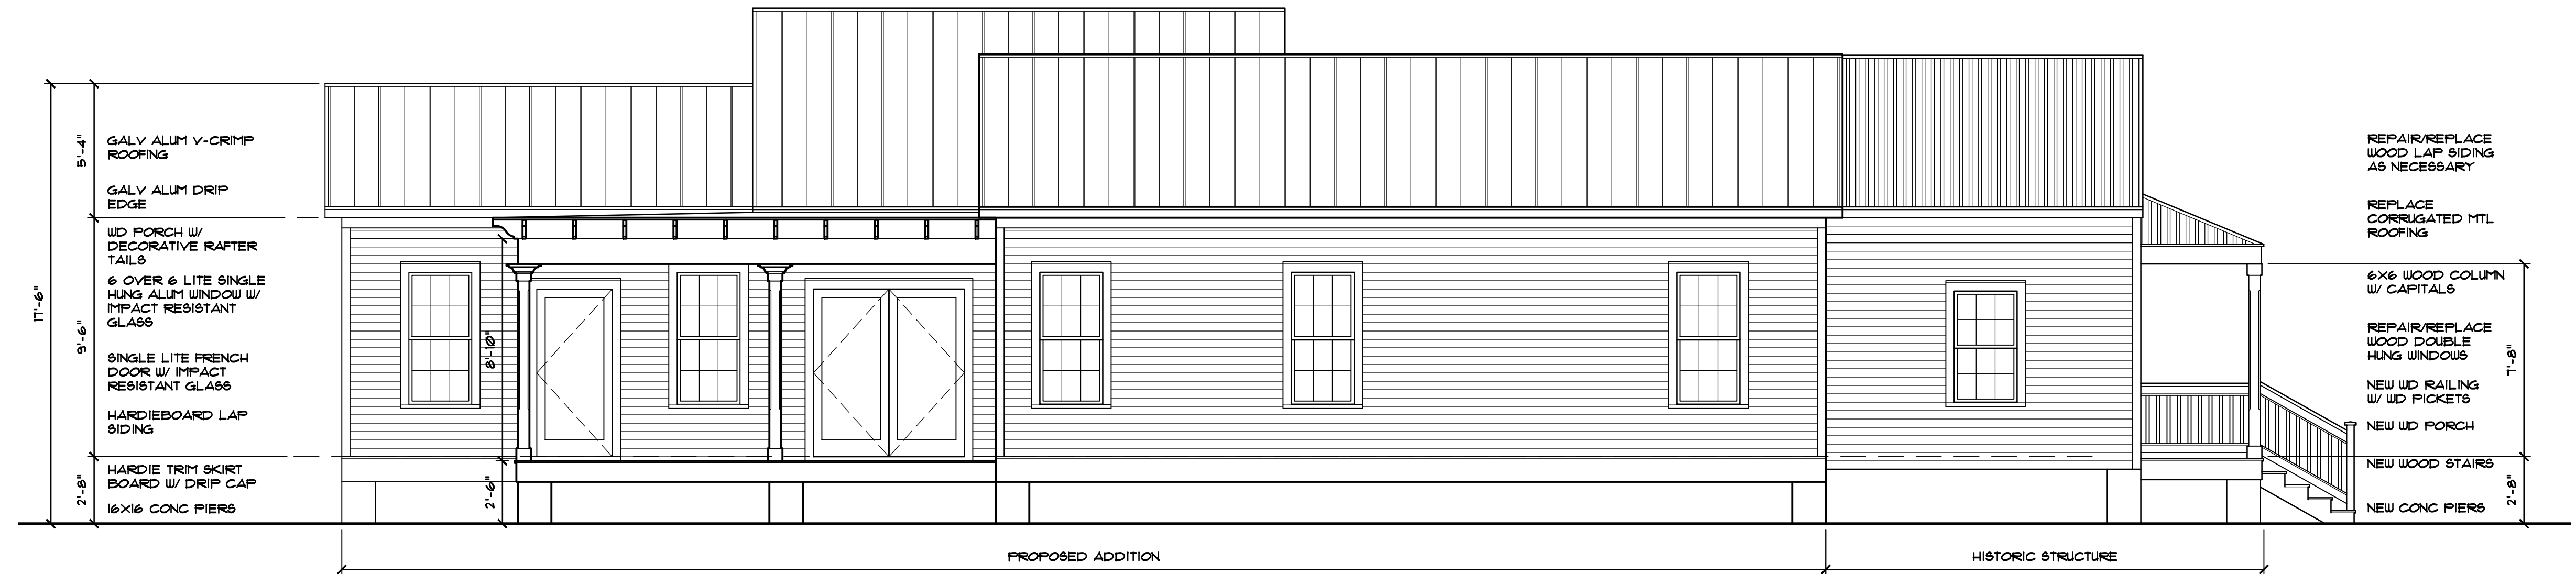 17'-6"
5'-4"
9'-6"
2'-8"
GALV ALUM V-CRIMP
ROOFING
GALV ALUM DRIP
EDGE
WD PORCH W/
DECORATIVE RAFTER
TAILS
6 OVER 6 LITE SINGLE
HUNG ALUM WINDOW W/
IMPACT RESISTANT
GLASS
SINGLE LITE FRENCH
DOOR W/ IMPACT
RESISTANT GLASS
HARDIEBOARD LAP
SIDING
HARDIE TRIM SKIRT
BOARD W/ DRIP CAP
16X16 CONC PIERS
8'-10"
2'-6"
PROPOSED ADDITION
HISTORIC STRUCTURE
REPAIR/REPLACE
WOOD LAP SIDING
AS NECESSARY
REPLACE
CORRUGATED MTL
ROOFING
6X6 WOOD COLUMN
W/ CAPITALS
REPAIR/REPLACE
WOOD DOUBLE
HUNG WINDOWS
NEW WD RAILING
W/ WD PICKETS
NEW WD PORCH
NEW WOOD STAIRS
NEW CONC PIERS
7'-8"
2'-8"